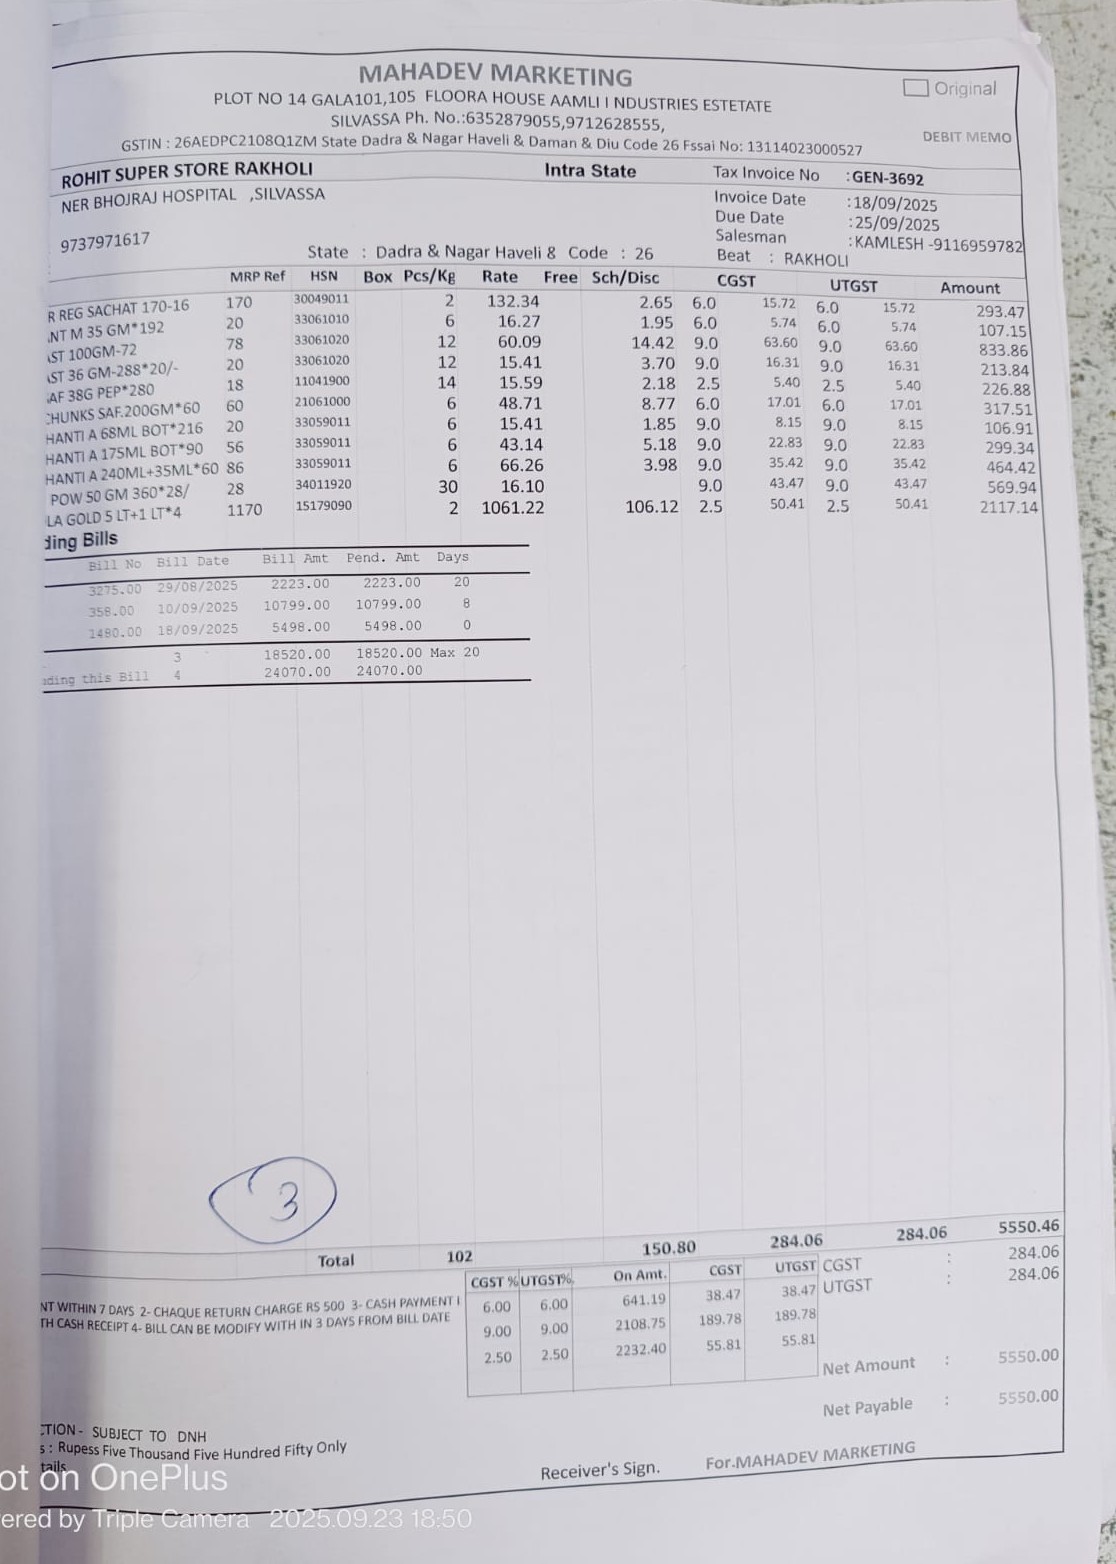 MAHADEV MARKETING
Original
PLOT NO 14 GALA101,105 FLOORA HOUSE AAMLI I NDUSTRIES ESTETATE
SILVASSA Ph. No.:6352879055,9712628555,
DEBIT MEMO
GSTIN : 26AEDPC2108Q1ZM State Dadra & Nagar Haveli & Daman & Diu Code 26 Fssai No: 13114023000527
ROHIT SUPER STORE RAKHOLI Intra State Tax Invoice No :GEN-3692
NER BHOJRAJ HOSPITAL ,SILVASSA Invoice Date :18/09/2025
Due Date :25/09/2025
9737971617 Salesman :KAMLESH -9116959782
State : Dadra & Nagar Haveli & Code : 26 Beat : RAKHOLI
MRP Ref HSN Box Pcs/Kg Rate Free Sch/Disc CGST UTGST Amount
R REG SACHAT 170-16 170 30049011 2 132.34 2.65 6.0 15.72 6.0 15.72 293.47
NT M 35 GM*192 20 33061010 6 16.27 1.95 6.0 5.74 6.0 5.74 107.15
ST 100GM-72 78 33061020 12 60.09 14.42 9.0 63.60 9.0 63.60 833.86
ST 36 GM-288*20/- 20 33061020 12 15.41 3.70 9.0 16.31 9.0 16.31 213.84
AF 38G PEP*280 18 11041900 14 15.59 2.18 2.5 5.40 2.5 5.40 226.88
CHUNKS SAF.200GM*60 60 21061000 6 48.71 8.77 6.0 17.01 6.0 17.01 317.51
HANTI A 68ML BOT*216 20 33059011 6 15.41 1.85 9.0 8.15 9.0 8.15 106.91
HANTI A 175ML BOT*90 56 33059011 6 43.14 5.18 9.0 22.83 9.0 22.83 299.34
HANTI A 240ML+35ML*60 86 33059011 6 66.26 3.98 9.0 35.42 9.0 35.42 464.42
POW 50 GM 360*28/ 28 34011920 30 16.10 9.0 43.47 9.0 43.47 569.94
LA GOLD 5 LT+1 LT*4 1170 15179090 2 1061.22 106.12 2.5 50.41 2.5 50.41 2117.14
ding Bills
Bill No Bill Date Bill Amt Pend. Amt Days
3275.00 29/08/2025 2223.00 2223.00 20
358.00 10/09/2025 10799.00 10799.00 8
1480.00 18/09/2025 5498.00 5498.00 0
3 18520.00 18520.00 Max 20
ding this Bill 4 24070.00 24070.00
3
Total 102 150.80 284.06 284.06 5550.46
CGST % UTGST% On Amt. CGST UTGST CGST : 284.06
6.00 6.00 641.19 38.47 38.47 UTGST : 284.06
9.00 9.00 2108.75 189.78 189.78
2.50 2.50 2232.40 55.81 55.81
NT WITHIN 7 DAYS 2- CHAQUE RETURN CHARGE RS 500 3- CASH PAYMENT I
TH CASH RECEIPT 4- BILL CAN BE MODIFY WITH IN 3 DAYS FROM BILL DATE
Net Amount : 5550.00
Net Payable : 5550.00
CTION - SUBJECT TO DNH
s : Rupess Five Thousand Five Hundred Fifty Only
tails
Receiver's Sign. For.MAHADEV MARKETING
ot on OnePlus
ered by Triple Camera 2025.09.23 18:50